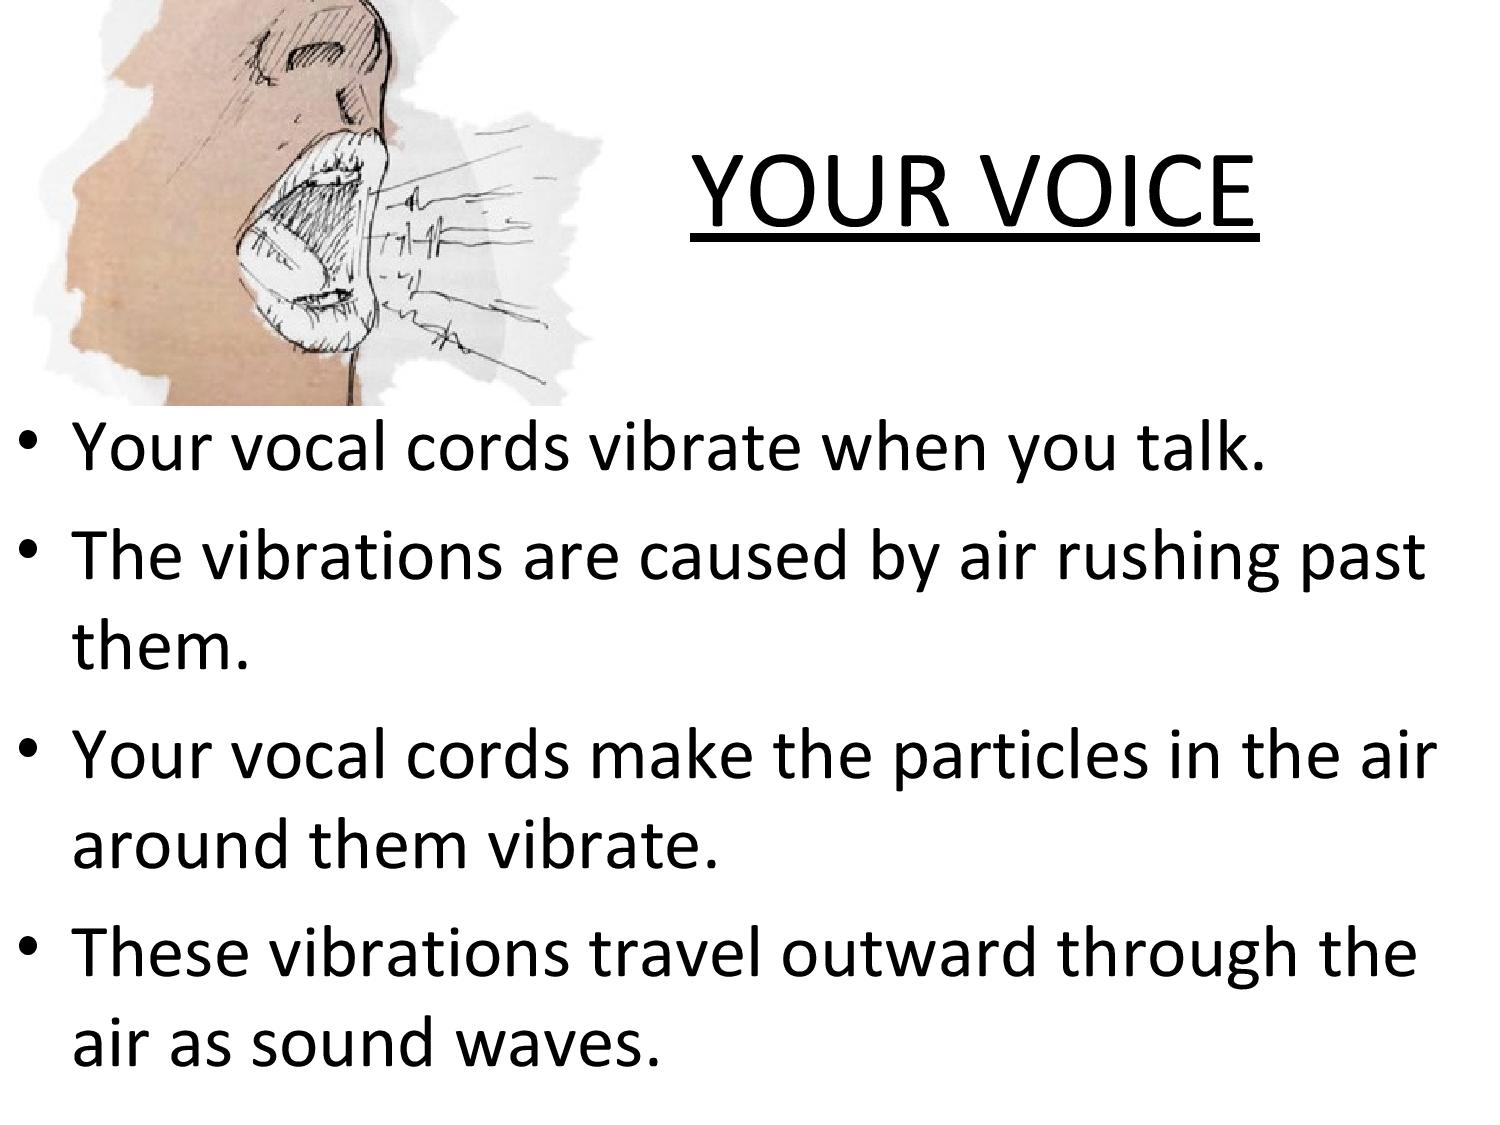 YOUR VOICE
• Your vocal cords vibrate when you talk.
• The vibrations are caused by air rushing past
them.
• Your vocal cords make the particles in the air
around them vibrate.
• These vibrations travel outward through the
air as sound waves.